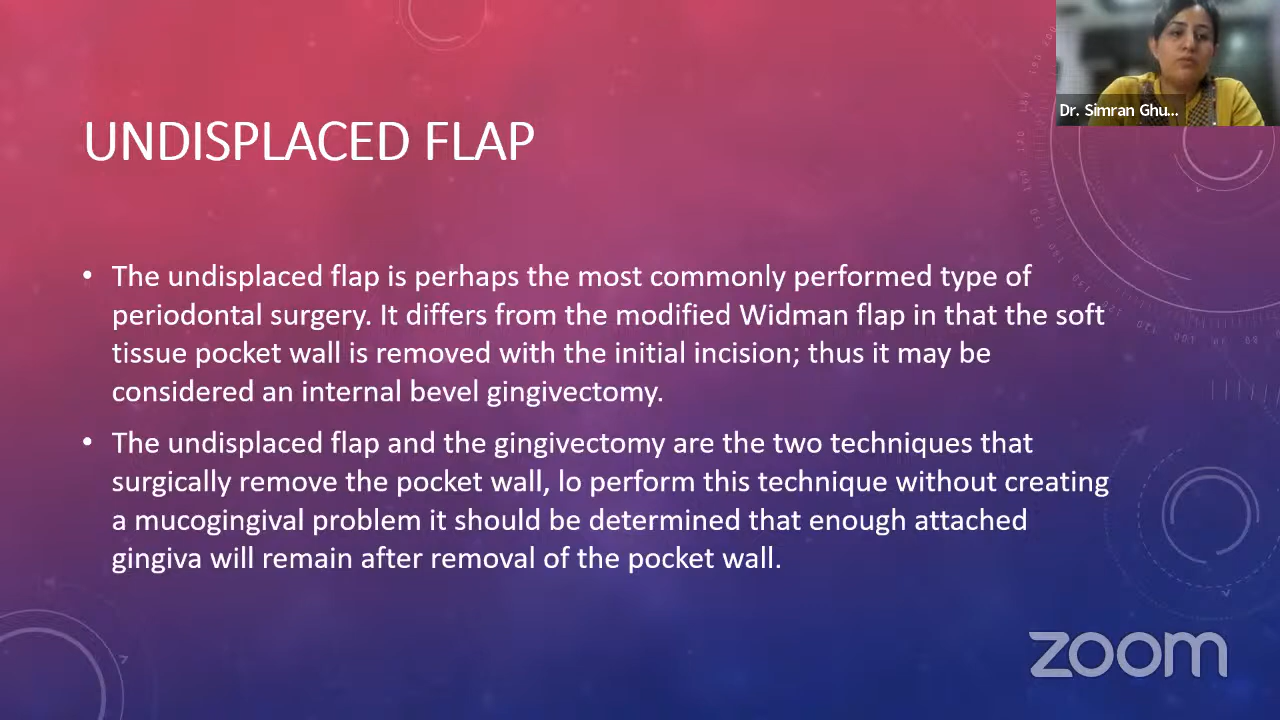 Dr. Simran Ghu...
UNDISPLACED FLAP
• The undisplaced flap is perhaps the most commonly performed type of
periodontal surgery. It differs from the modified Widman flap in that the soft
tissue pocket wall is removed with the initial incision; thus it may be
considered an internal bevel gingivectomy.
• The undisplaced flap and the gingivectomy are the two techniques that
surgically remove the pocket wall, lo perform this technique without creating
a mucogingival problem it should be determined that enough attached
gingiva will remain after removal of the pocket wall.
zoom